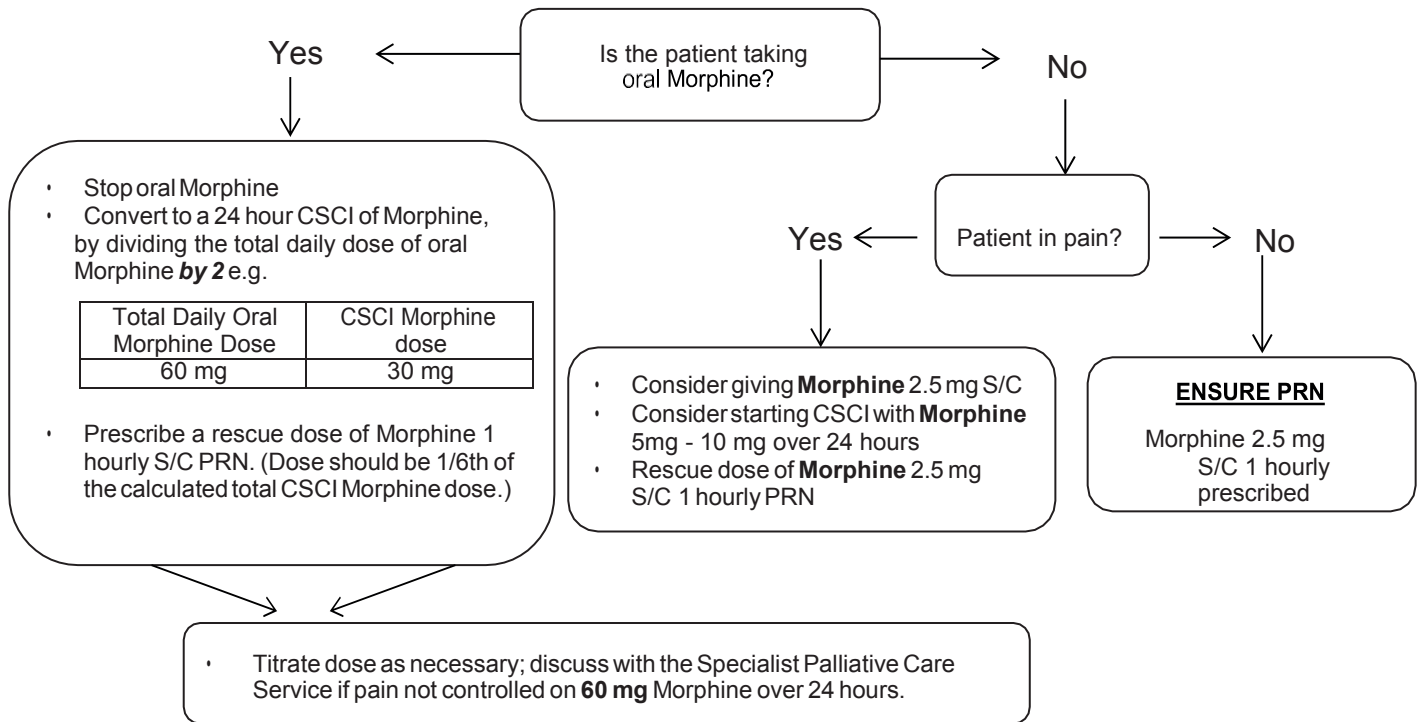 Is the patient taking
oral Morphine?
Yes
No
• Stop oral Morphine
• Convert to a 24 hour CSCI of Morphine,
by dividing the total daily dose of oral
Morphine by 2 e.g.
Total Daily Oral
Morphine Dose
CSCI Morphine
dose
60 mg
30 mg
• Prescribe a rescue dose of Morphine 1
hourly S/C PRN. (Dose should be 1/6th of
the calculated total CSCI Morphine dose.)
Patient in pain?
Yes
No
• Consider giving Morphine 2.5 mg S/C
• Consider starting CSCI with Morphine
5mg - 10 mg over 24 hours
• Rescue dose of Morphine 2.5 mg
S/C 1 hourly PRN
ENSURE PRN
Morphine 2.5 mg
S/C 1 hourly
prescribed
• Titrate dose as necessary; discuss with the Specialist Palliative Care
Service if pain not controlled on 60 mg Morphine over 24 hours.